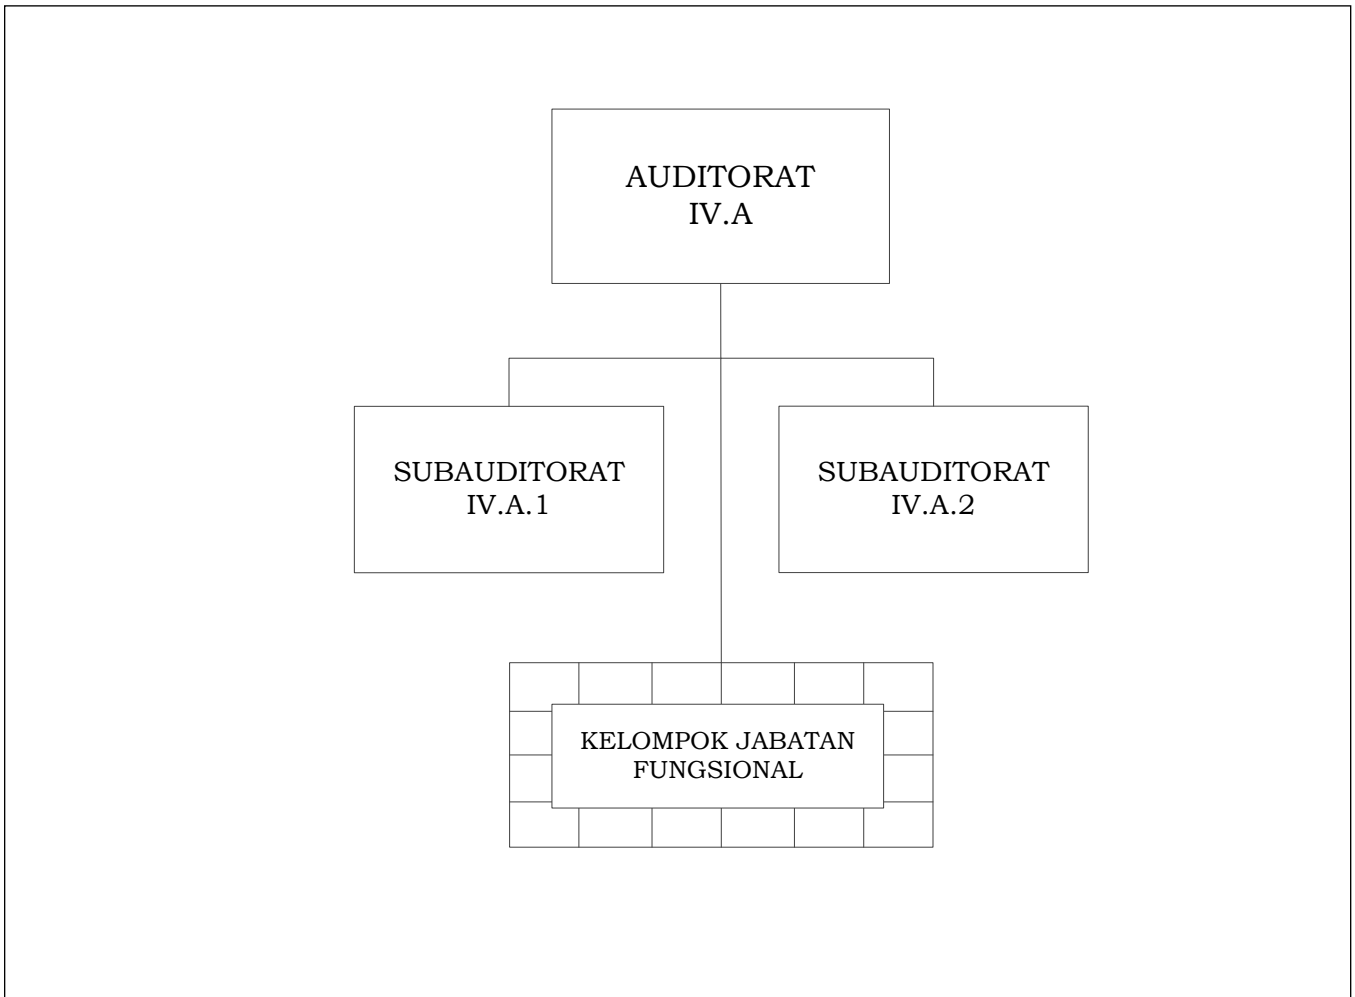 AUDITORAT
IV.A
SUBAUDITORAT
IV.A.1
SUBAUDITORAT
IV.A.2
KELOMPOK JABATAN
FUNGSIONAL